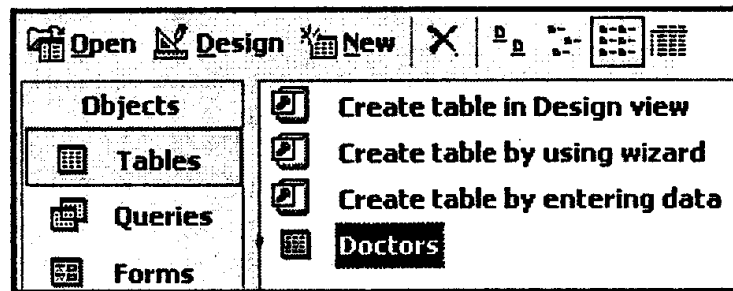 Open Design New
Objects
Tables
Queries
Forms
Create table in Design view
Create table by using wizard
Create table by entering data
Doctors